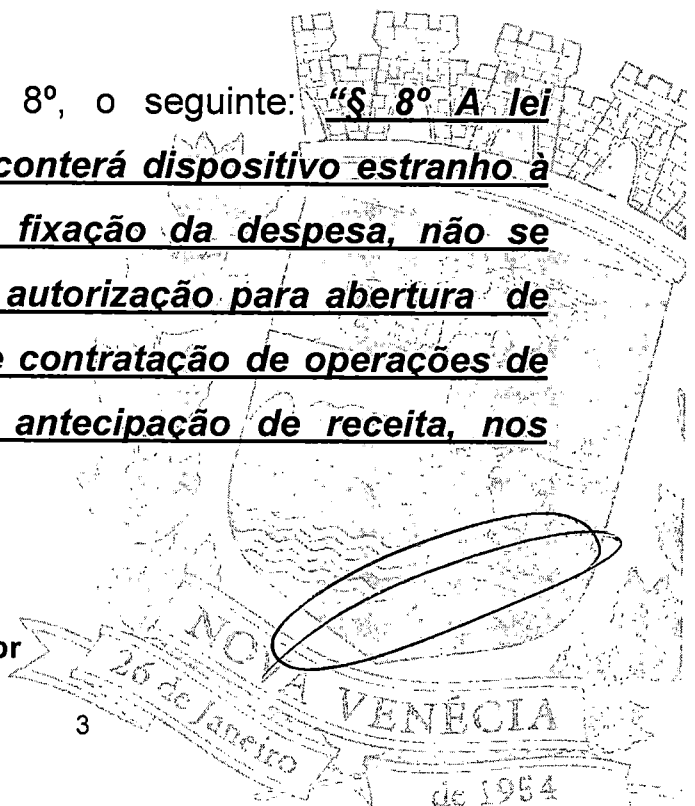 8º, o seguinte: "§ 8º A lei
conterá dispositivo estranho à
fixação da despesa, não se
autorização para abertura de
e contratação de operações de
antecipação de receita, nos
or
3
NOVA VENÉCIA
26 de Janeiro
de 1954